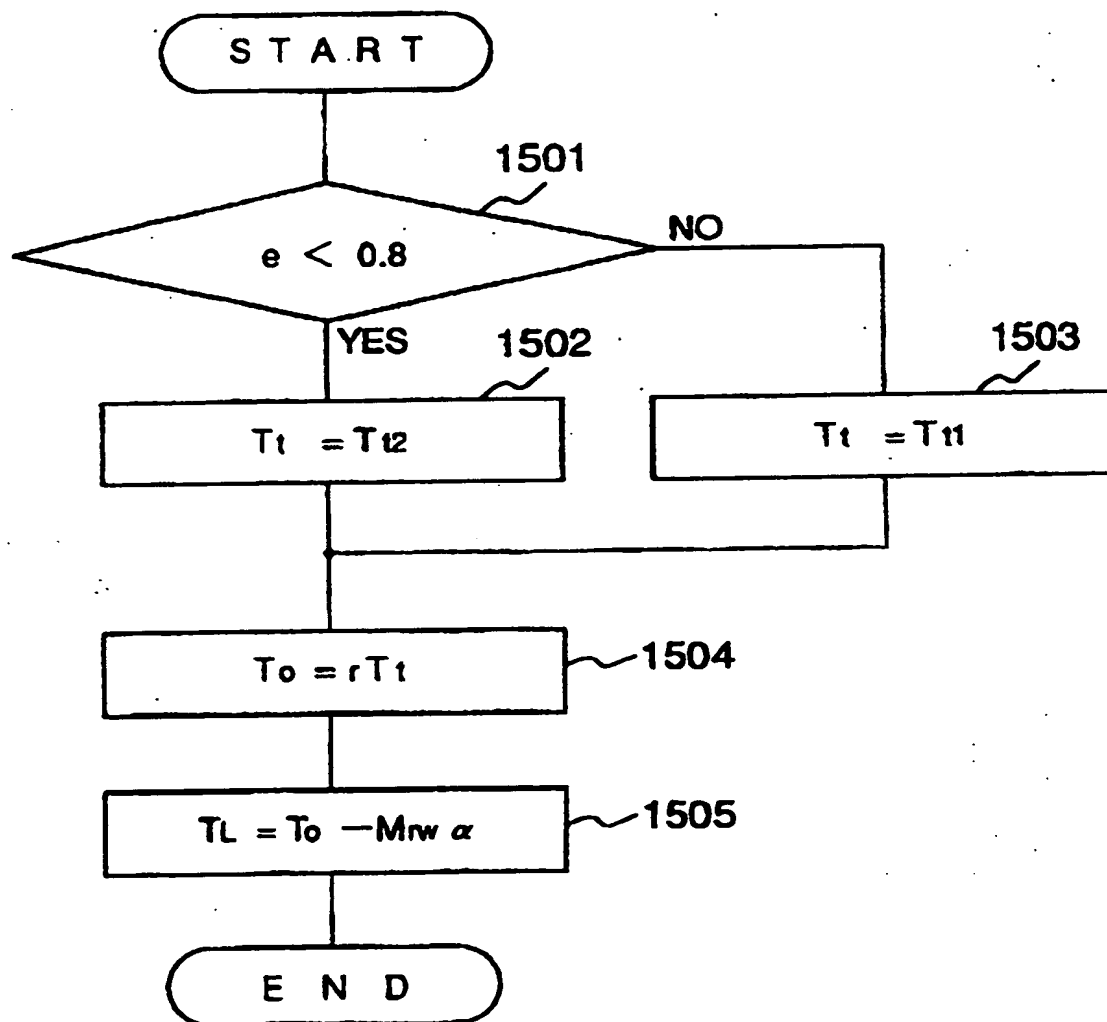 START
1501
e < 0.8
NO
YES
1502
1503
Tt = Tt2
Tt = Tt1
To = rTt
1504
TL = To − Mrw α
1505
END